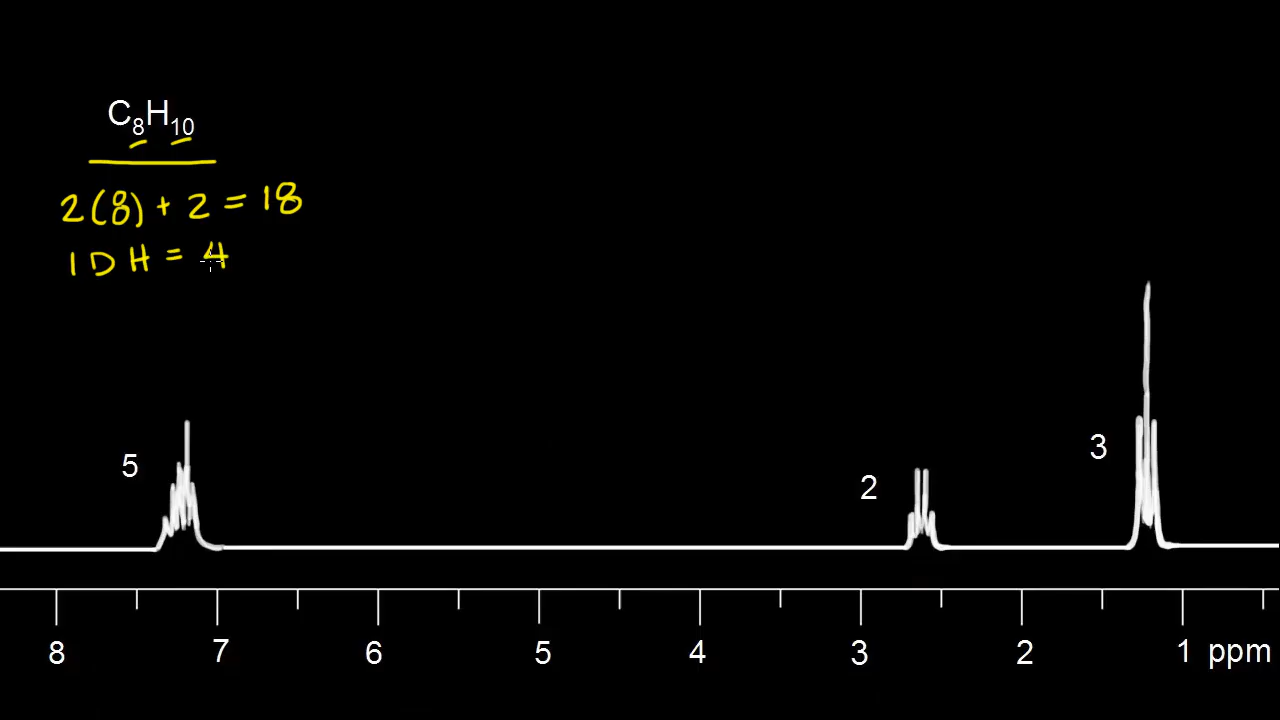 C₈H₁₀
2(8) + 2 = 18
IDH = 4
5
2
3
8 7 6 5 4 3 2 1 ppm